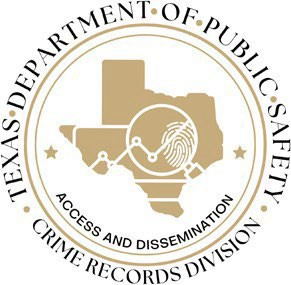 TEXAS DEPARTMENT OF PUBLIC SAFETY
ACCESS AND DISSEMINATION
CRIME RECORDS DIVISION